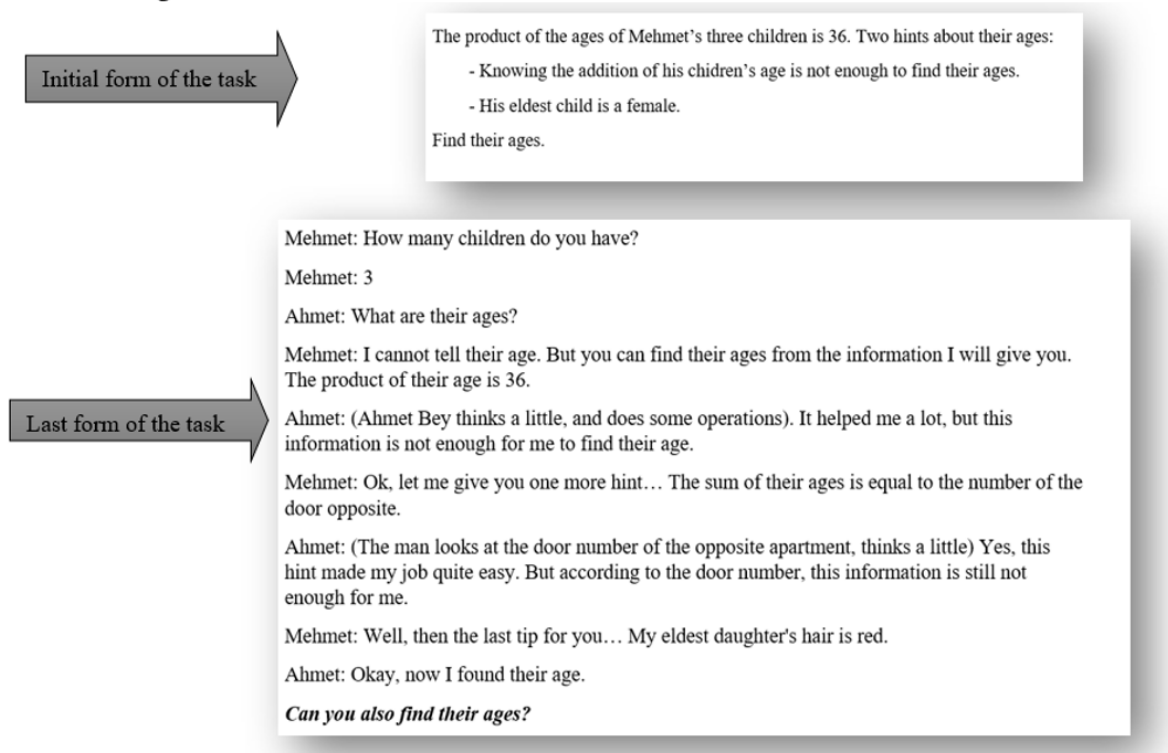 Initial form of the task
The product of the ages of Mehmet's three children is 36. Two hints about their ages:
- Knowing the addition of his chidren's age is not enough to find their ages.
- His eldest child is a female.
Find their ages.
Last form of the task
Mehmet: How many children do you have?
Mehmet: 3
Ahmet: What are their ages?
Mehmet: I cannot tell their age. But you can find their ages from the information I will give you.
The product of their age is 36.
Ahmet: (Ahmet Bey thinks a little, and does some operations). It helped me a lot, but this
information is not enough for me to find their age.
Mehmet: Ok, let me give you one more hint… The sum of their ages is equal to the number of the
door opposite.
Ahmet: (The man looks at the door number of the opposite apartment, thinks a little) Yes, this
hint made my job quite easy. But according to the door number, this information is still not
enough for me.
Mehmet: Well, then the last tip for you… My eldest daughter's hair is red.
Ahmet: Okay, now I found their age.
Can you also find their ages?